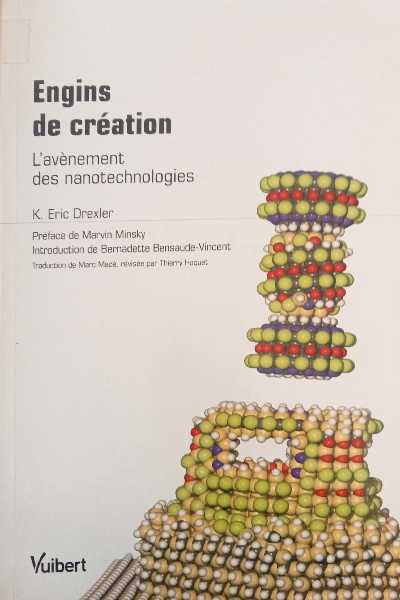 Engins
de création
L'avènement
des nanotechnologies
K. Eric Drexler
Préface de Marvin Minsky
Introduction de Bernadette Bensaude-Vincent
Traduction de Marc Macé, révisée par Thierry Hoquet
Vuibert